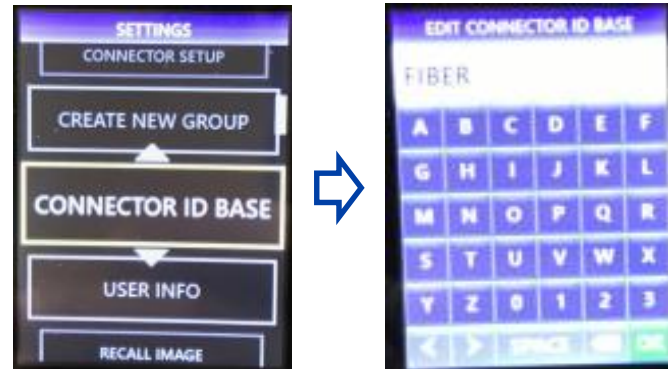 SETTINGS
CONNECTOR SETUP
CREATE NEW GROUP
CONNECTOR ID BASE
USER INFO
RECALL IMAGE
EDIT CONNECTOR ID BASE
FIBER
A B C D E F
G H I J K L
M N O P Q R
S T U V W X
Y Z 0 1 2 3
< > SPACE OK